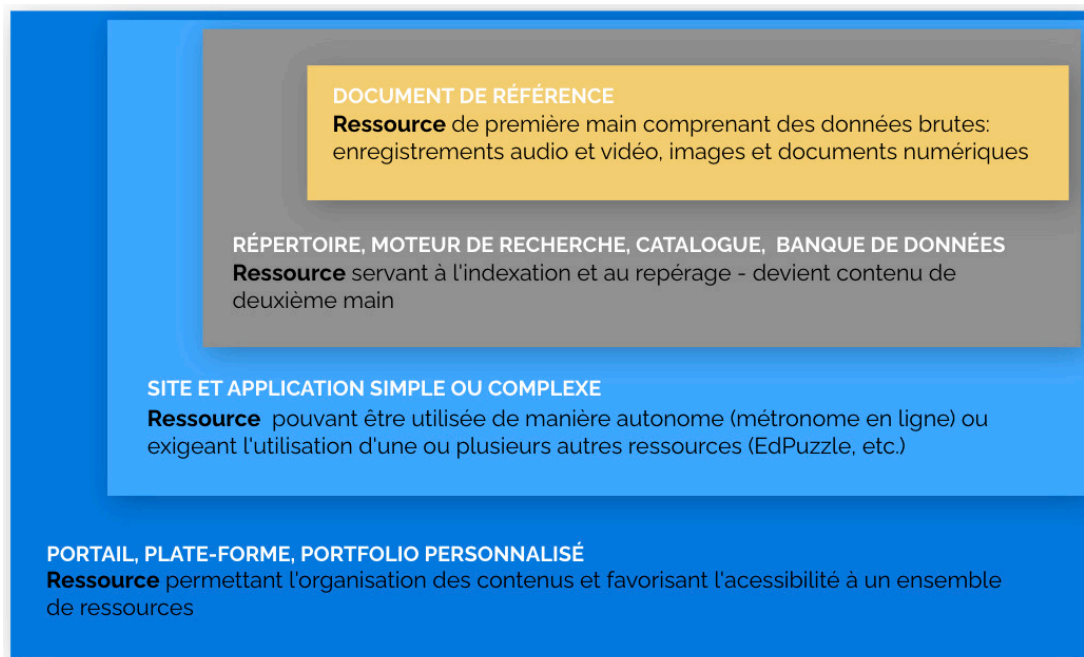 DOCUMENT DE RÉFÉRENCE
Ressource de première main comprenant des données brutes:
enregistrements audio et vidéo, images et documents numériques
RÉPERTOIRE, MOTEUR DE RECHERCHE, CATALOGUE, BANQUE DE DONNÉES
Ressource servant à l'indexation et au repérage - devient contenu de
deuxième main
SITE ET APPLICATION SIMPLE OU COMPLEXE
Ressource pouvant être utilisée de manière autonome (métronome en ligne) ou
exigeant l'utilisation d'une ou plusieurs autres ressources (EdPuzzle, etc.)
PORTAIL, PLATE-FORME, PORTFOLIO PERSONNALISÉ
Ressource permettant l'organisation des contenus et favorisant l'acessibilité à un ensemble
de ressources